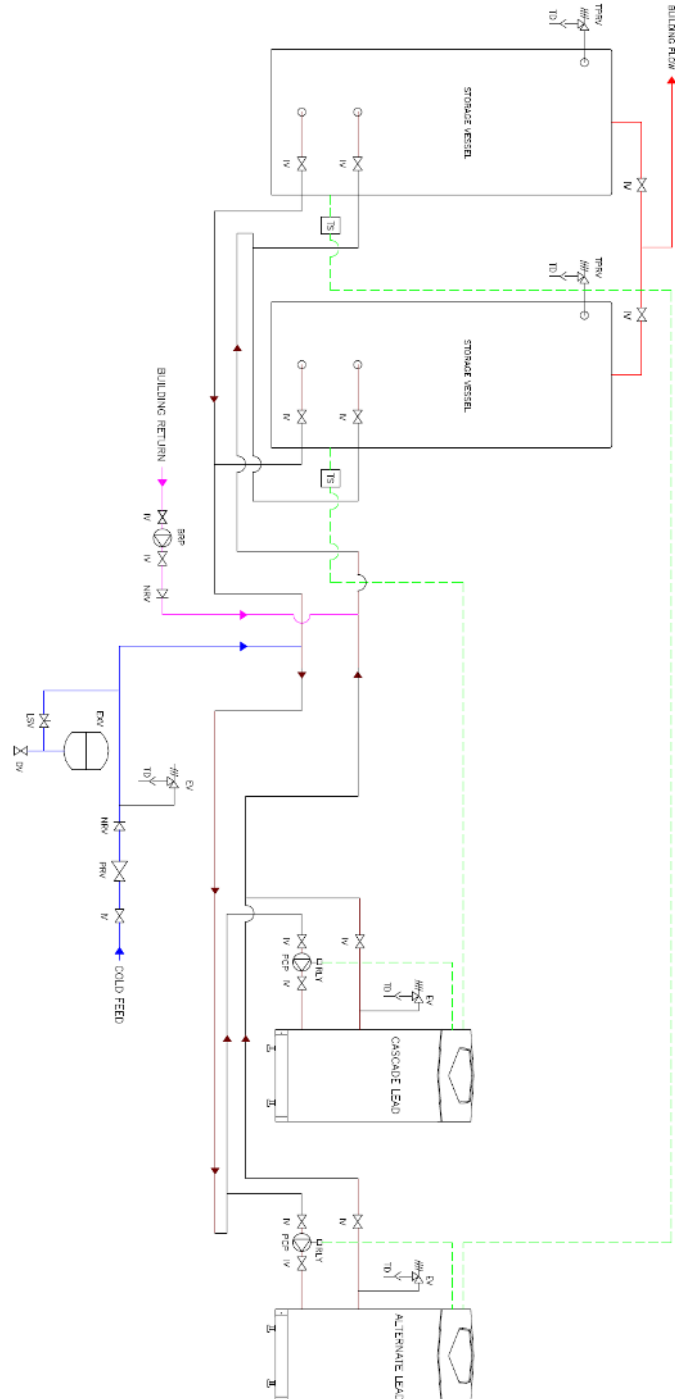 BUILDING FLOW
TPRV
TD
STORAGE VESSEL
IV
IV
IV
Ts
TPRV
TD
IV
STORAGE VESSEL
IV
IV
Ts
BUILDING RETURN
IV
BRP
IV
NRV
EXV
LSV
DV
EV
TD
NRV
PRV
IV
COLD FEED
IV
IV
PCP
IV
RLY
EV
TD
CASCADE LEAD
IV
IV
PCP
IV
RLY
EV
TD
ALTERNATE LEAD